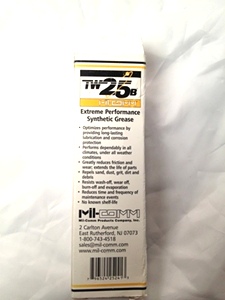 TW25B
MI-COMM
Extreme Performance
Synthetic Grease
• Optimizes performance by
providing long-lasting
lubrication and corrosion
protection
• Performs dependably in all
climates, under all weather
conditions
• Greatly reduces friction and
wear; extends the life of parts
• Repels sand, dust, grit, dirt and
debris
• Resists wash-off, wear off,
burn-off and evaporation
• Reduces time and frequency of
maintenance events
• No known shelf-life
MI-COMM
Mil-Comm Products Company, Inc.
2 Carlton Avenue
East Rutherford, NJ 07073
1-800-743-4518
sales@mil-comm.com
www.mil-comm.com